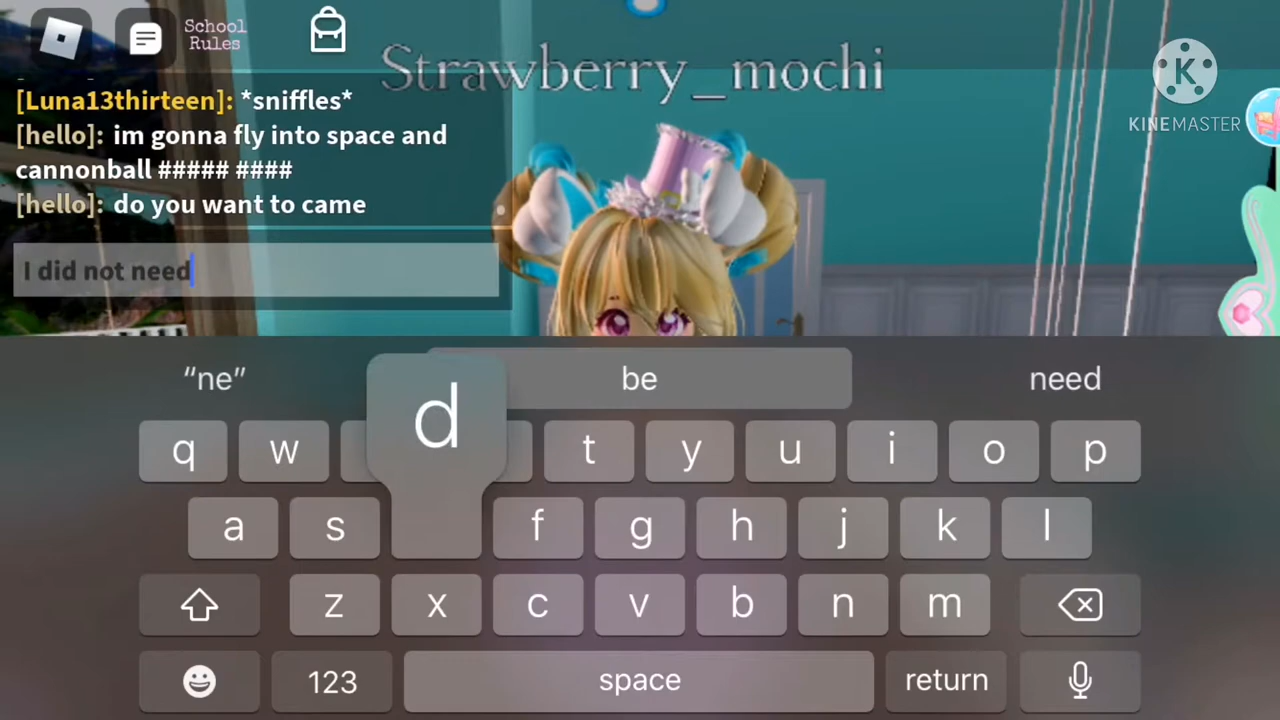 School
Rules
Strawberry_mochi
K
KINEMASTER
[Luna13thirteen]: *sniffles*
[hello]: im gonna fly into space and
cannonball ##### ####
[hello]: do you want to came
I did not need
“ne”
be
need
d
q w t y u i o p
a s f g h j k l
z x c v b n m
123
space
return